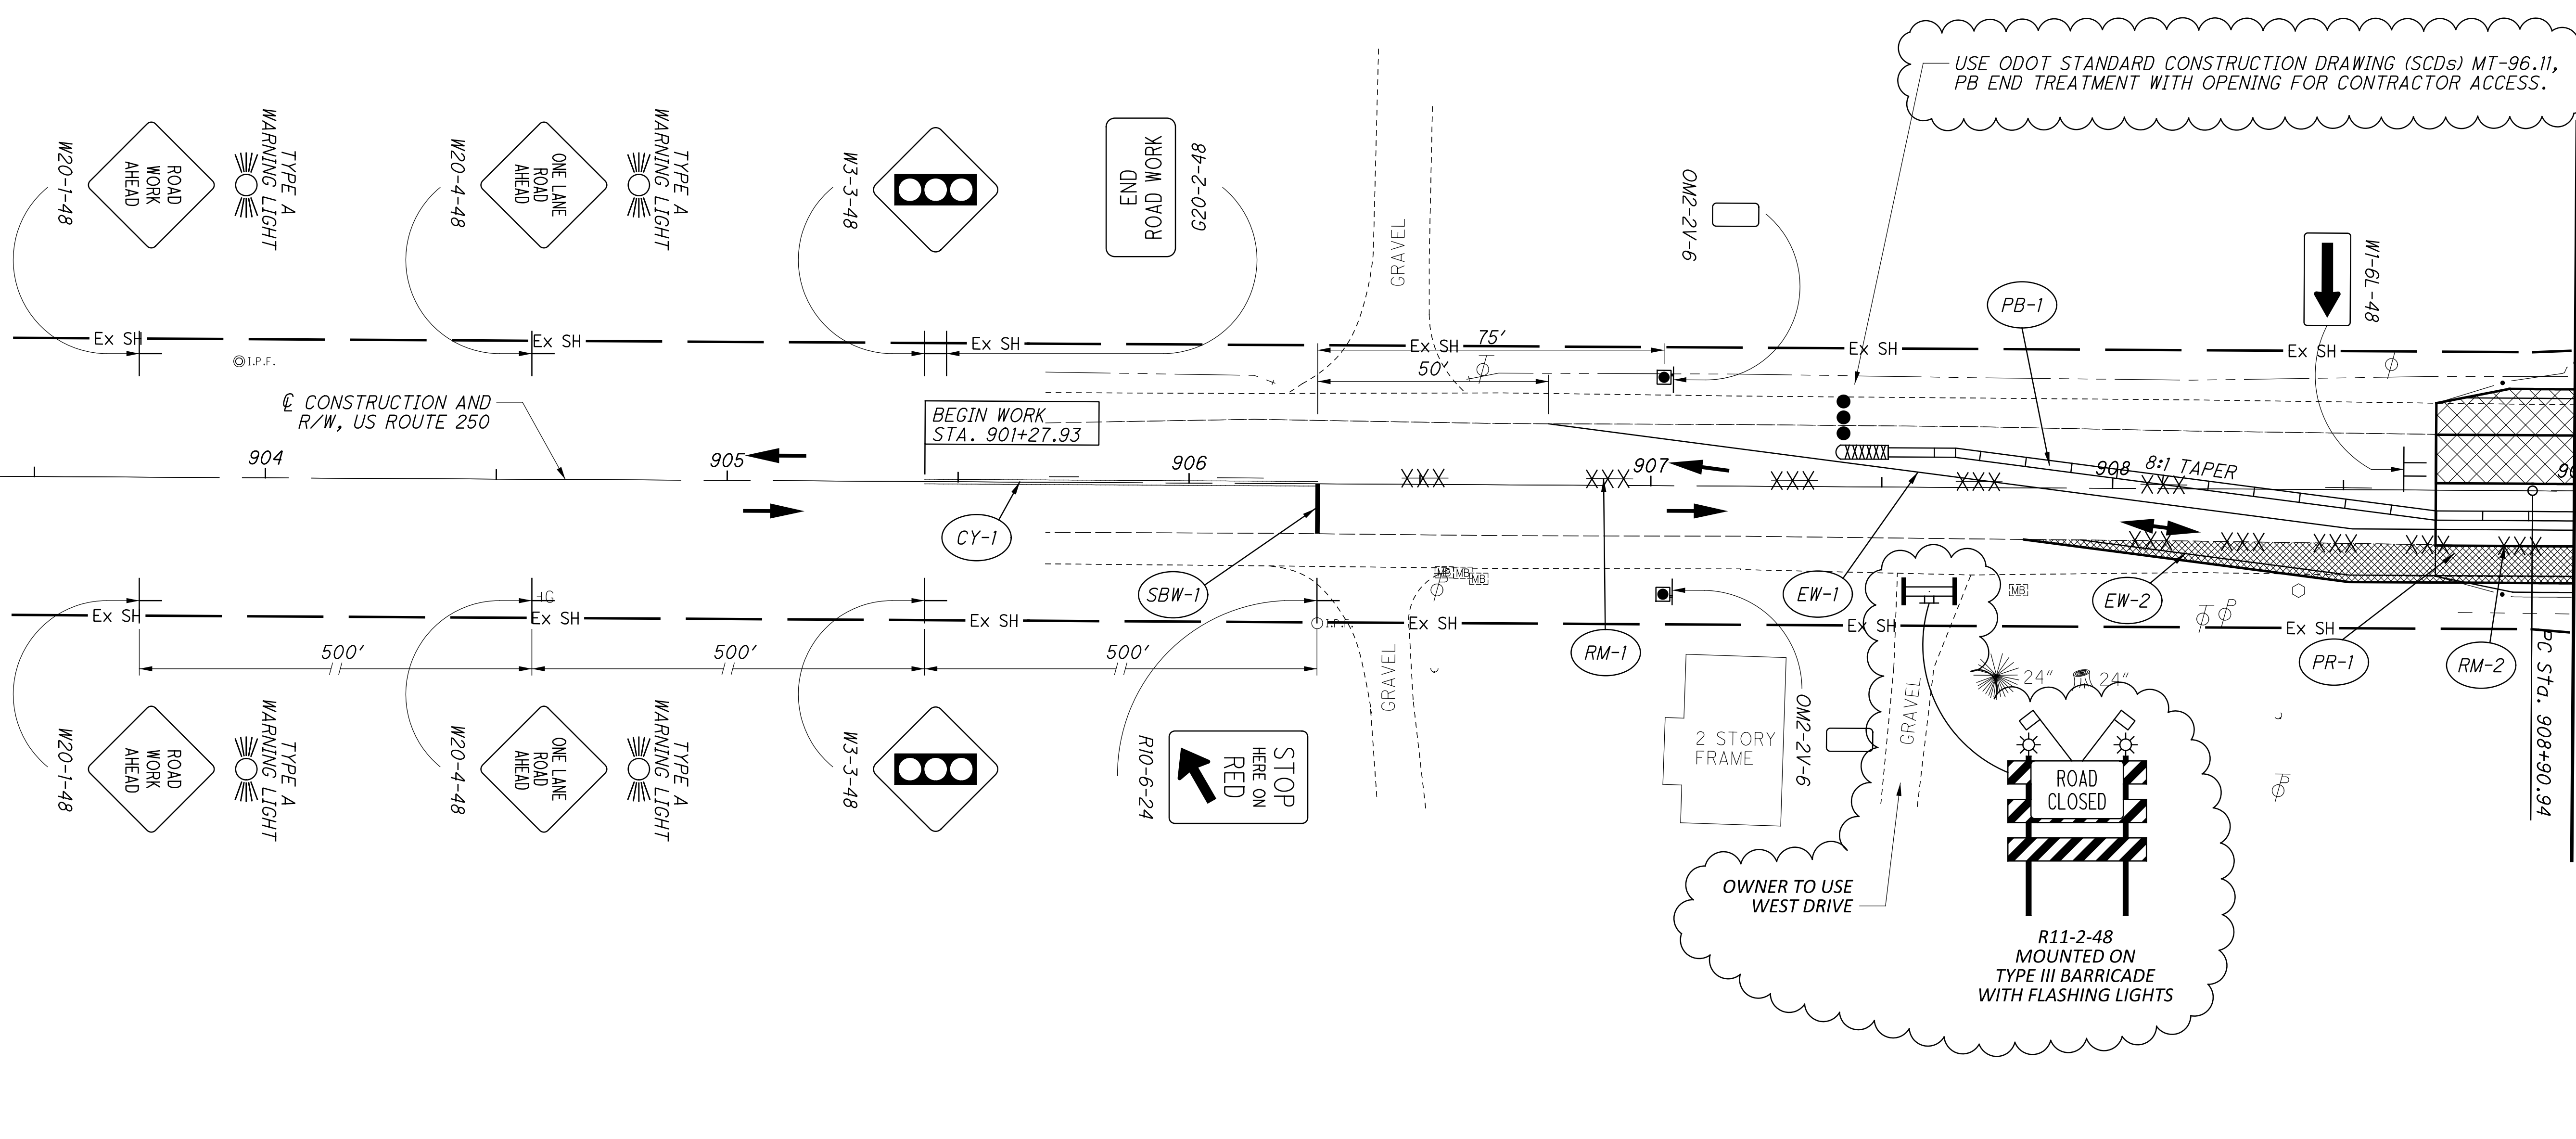 USE ODOT STANDARD CONSTRUCTION DRAWING (SCDs) MT-96.11,
PB END TREATMENT WITH OPENING FOR CONTRACTOR ACCESS.
W20-1-48
ROAD
WORK
AHEAD
TYPE A
WARNING LIGHT
W20-4-48
ONE LANE
ROAD
AHEAD
TYPE A
WARNING LIGHT
W3-3-48
END
ROAD WORK
G20-2-48
GRAVEL
OM2-2V-6
PB-1
W1-6L-48
Ex SH
Ex SH
Ex SH
Ex SH
Ex SH
Ex SH
I.P.F.
75'
50'
℄ CONSTRUCTION AND
R/W, US ROUTE 250
BEGIN WORK
STA. 901+27.93
904
905
906
907
908
8:1 TAPER
90
CY-1
SBW-1
RM-1
EW-1
EW-2
PR-1
RM-2
MB
MB
MB
MB
HG
I.P.F.
Ex SH
Ex SH
Ex SH
Ex SH
Ex SH
Ex SH
500'
500'
500'
PC Sta. 908+90.94
W20-1-48
ROAD
WORK
AHEAD
TYPE A
WARNING LIGHT
W20-4-48
ONE LANE
ROAD
AHEAD
TYPE A
WARNING LIGHT
W3-3-48
R10-6-24
STOP
HERE ON
RED
GRAVEL
2 STORY
FRAME
OM2-2V-6
GRAVEL
24"
24"
ROAD
CLOSED
OWNER TO USE
WEST DRIVE
R11-2-48
MOUNTED ON
TYPE III BARRICADE
WITH FLASHING LIGHTS